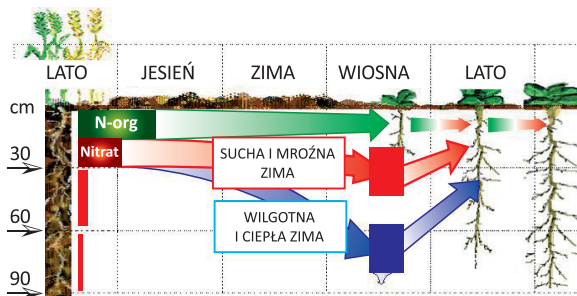 LATO JESIEŃ ZIMA WIOSNA LATO
cm
N-org
Nitrat
30
SUCHA I MROŹNA
ZIMA
60
WILGOTNA
I CIEPŁA ZIMA
90